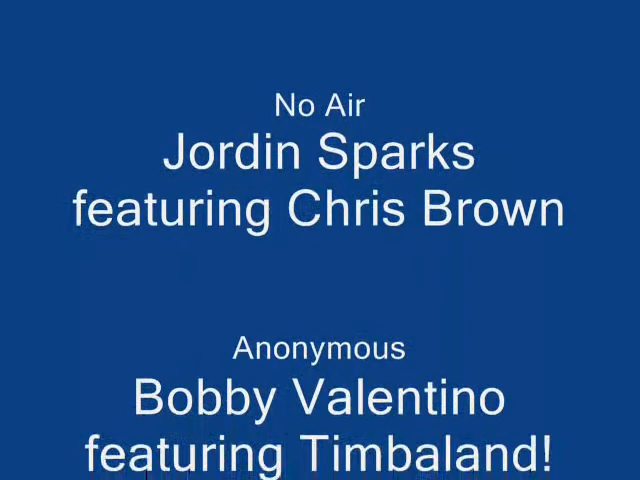 No Air
Jordin Sparks
featuring Chris Brown
Anonymous
Bobby Valentino
featuring Timbaland!